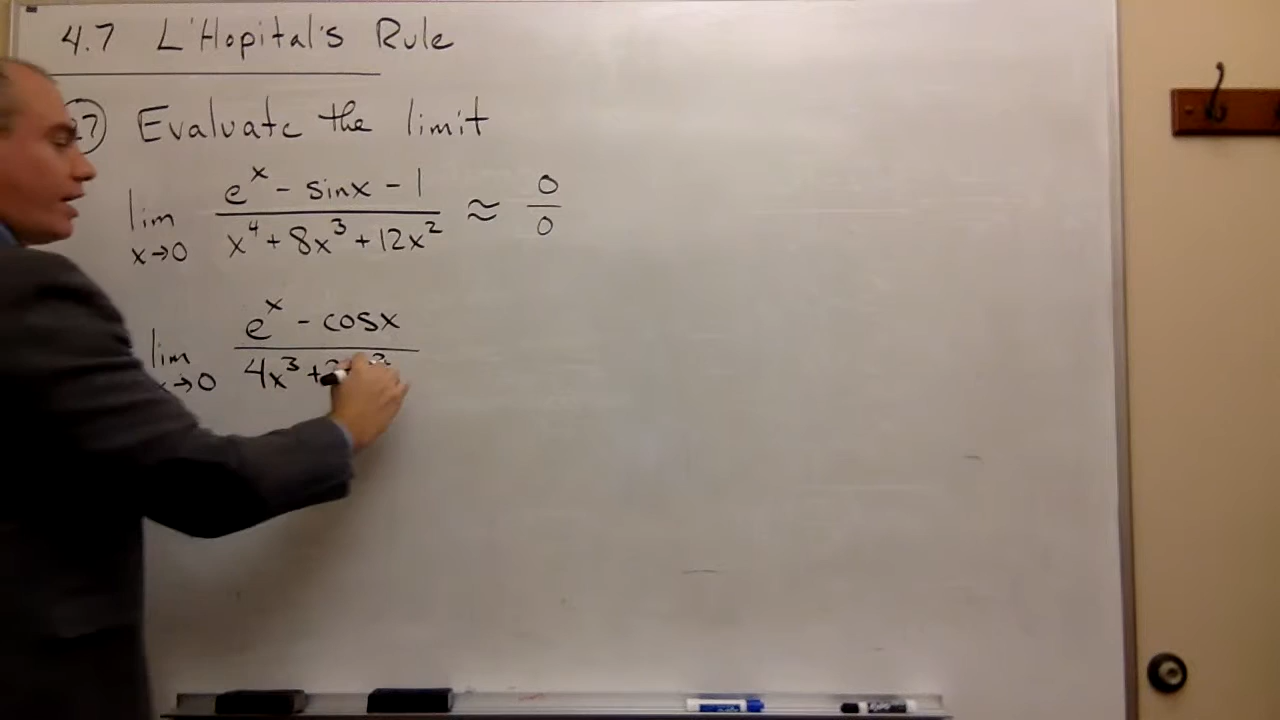 4.7 L'Hopital's Rule
27 Evaluate the limit
lim x→0 (e^x - sinx - 1)/(x^4 + 8x^3 + 12x^2) ≈ 0/0
lim x→0 (e^x - cosx)/(4x^3 +